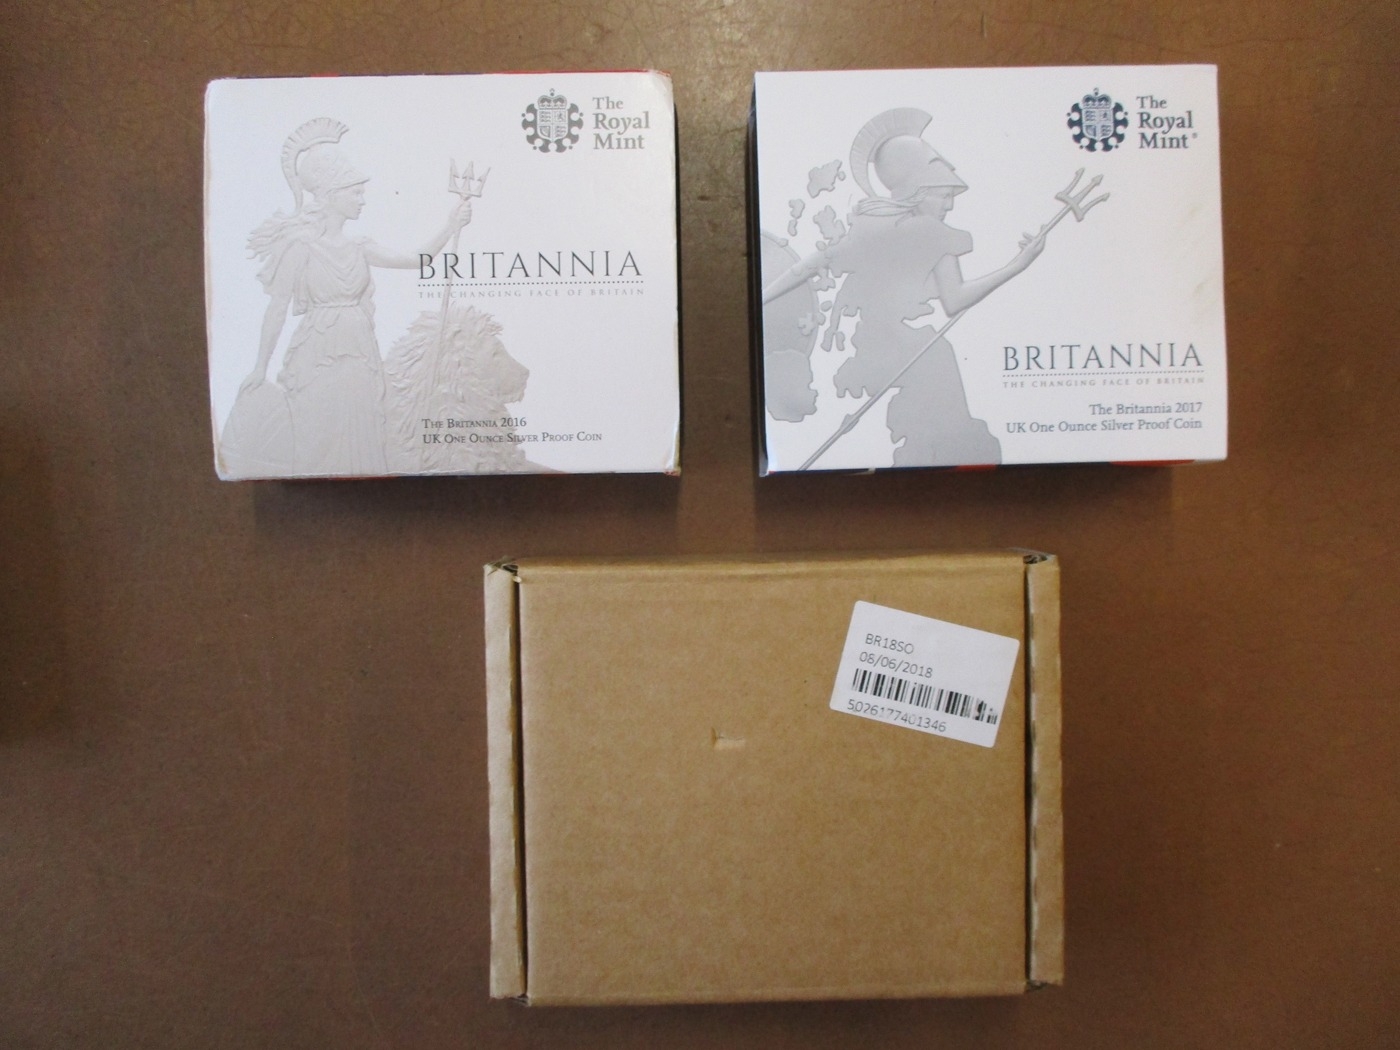 The
Royal
Mint
BRITANNIA
THE CHANGING FACE OF BRITAIN
THE BRITANNIA 2016
UK ONE OUNCE SILVER PROOF COIN
The
Royal
Mint®
BRITANNIA
THE CHANGING FACE OF BRITAIN
The Britannia 2017
UK One Ounce Silver Proof Coin
BR18SO
08/06/2018
5026177401346